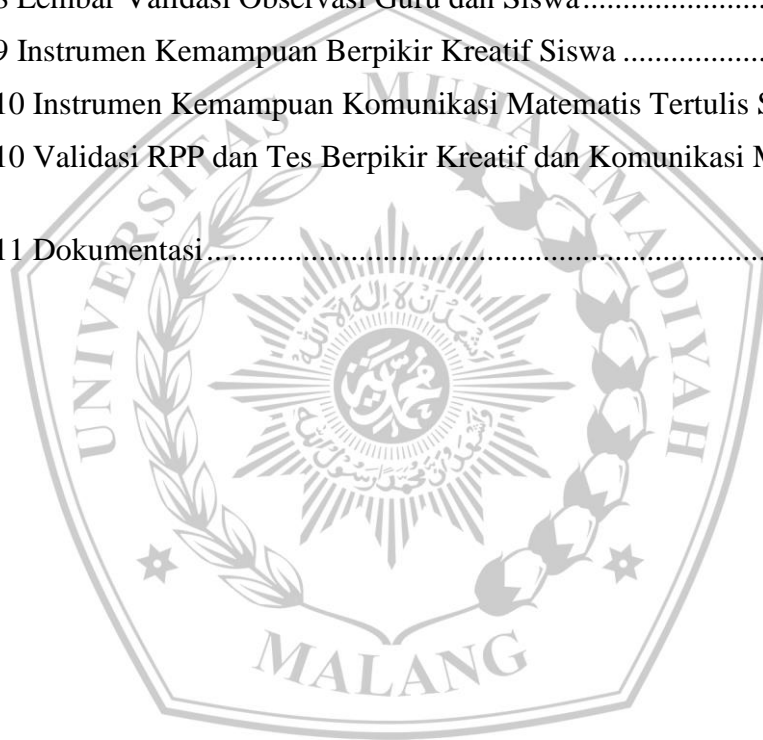 Lembar Validasi Observasi Guru dan Siswa
9 Instrumen Kemampuan Berpikir Kreatif Siswa
10 Instrumen Kemampuan Komunikasi Matematis Tertulis S
10 Validasi RPP dan Tes Berpikir Kreatif dan Komunikasi M
11 Dokumentasi
UNIVERSITAS MUHAMMADIYAH
MALANG